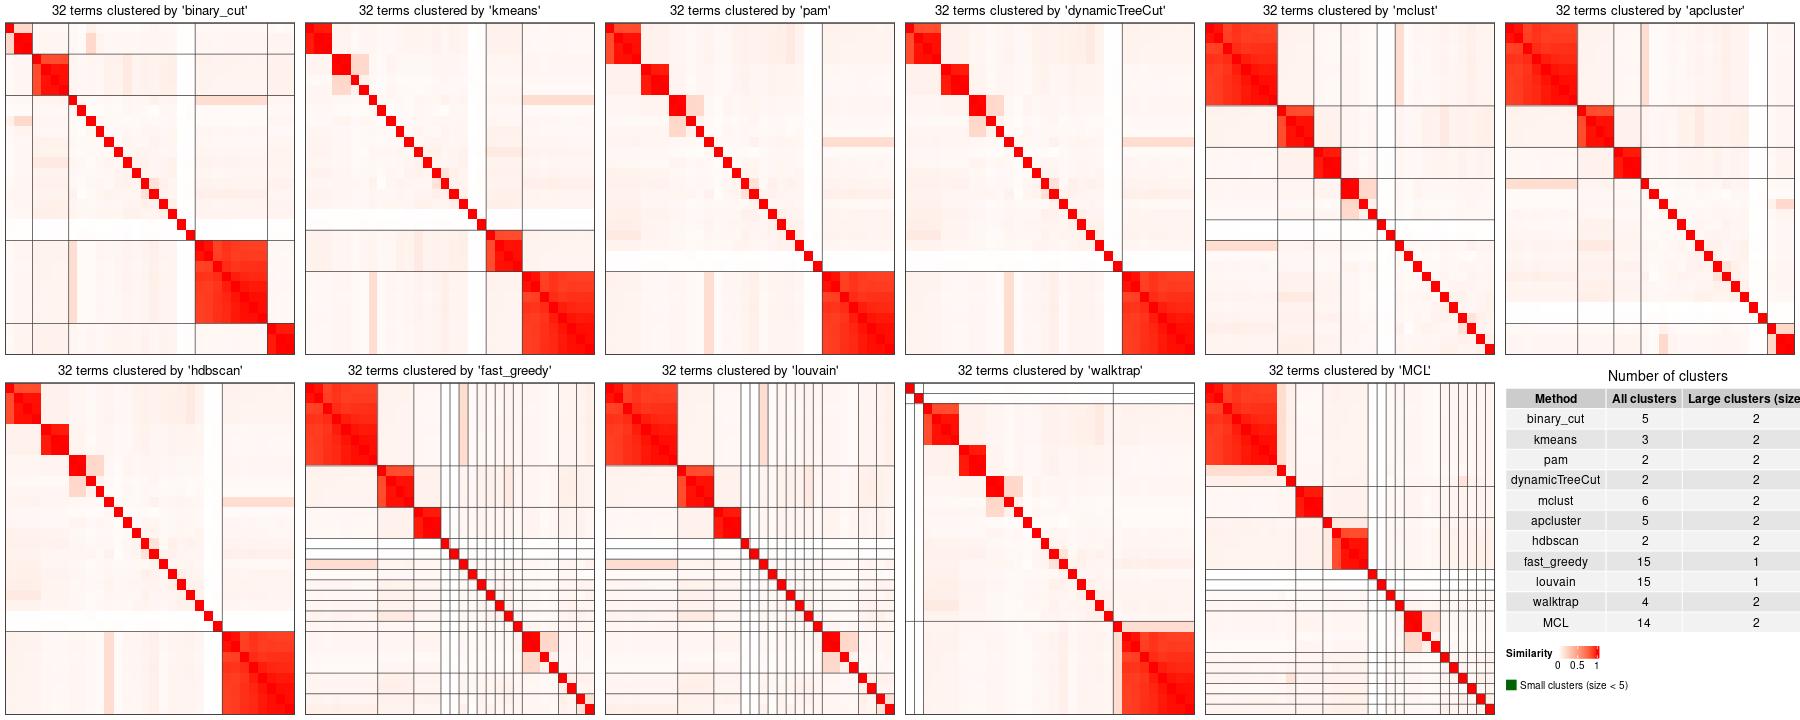 32 terms clustered by 'binary_cut'
32 terms clustered by 'kmeans'
32 terms clustered by 'pam'
32 terms clustered by 'dynamicTreeCut'
32 terms clustered by 'mclust'
32 terms clustered by 'apcluster'
32 terms clustered by 'hdbscan'
32 terms clustered by 'fast_greedy'
32 terms clustered by 'louvain'
32 terms clustered by 'walktrap'
32 terms clustered by 'MCL'
Number of clusters
Method All clusters Large clusters (size
binary_cut 5 2
kmeans 3 2
pam 2 2
dynamicTreeCut 2 2
mclust 6 2
apcluster 5 2
hdbscan 2 2
fast_greedy 15 1
louvain 15 1
walktrap 4 2
MCL 14 2
Similarity
0 0.5 1
Small clusters (size < 5)